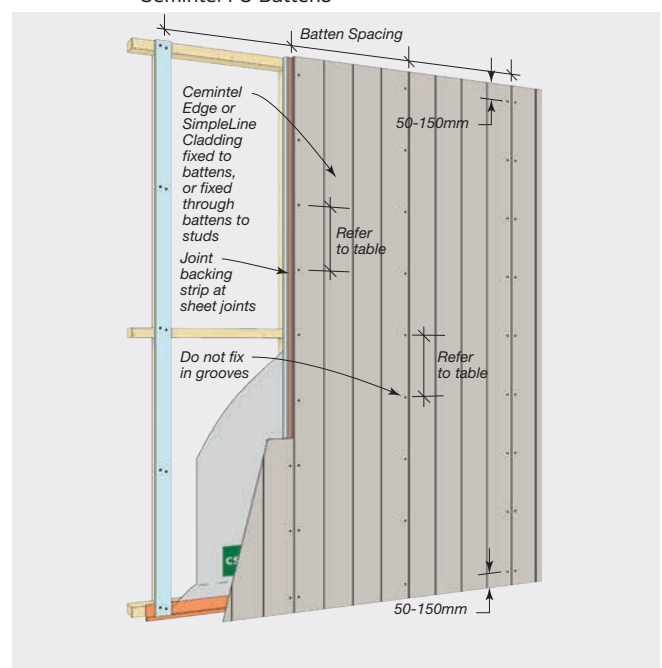 Cemintel FC Battens
Batten Spacing
Cemintel
Edge or
SimpleLine
Cladding
fixed to
battens,
or fixed
through
battens to
studs
50-150mm
Refer
to table
Joint
backing
strip at
sheet joints
Do not fix
in grooves
Refer
to table
50-150mm